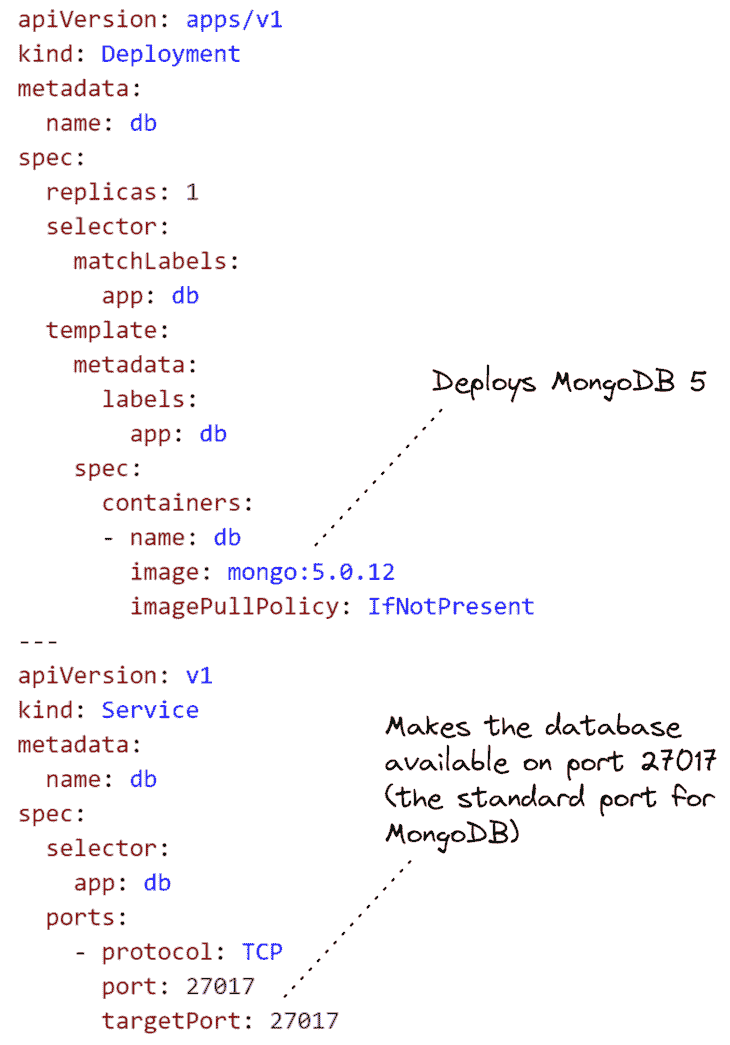 apiVersion: apps/v1
kind: Deployment
metadata:
  name: db
spec:
  replicas: 1
  selector:
    matchLabels:
      app: db
  template:
    metadata:
      labels:
        app: db
    spec:
      containers:
      - name: db
        image: mongo:5.0.12
        imagePullPolicy: IfNotPresent
Deploys MongoDB 5
---
apiVersion: v1
kind: Service
metadata:
  name: db
spec:
  selector:
    app: db
  ports:
    - protocol: TCP
      port: 27017
      targetPort: 27017
Makes the database
available on port 27017
(the standard port for
MongoDB)